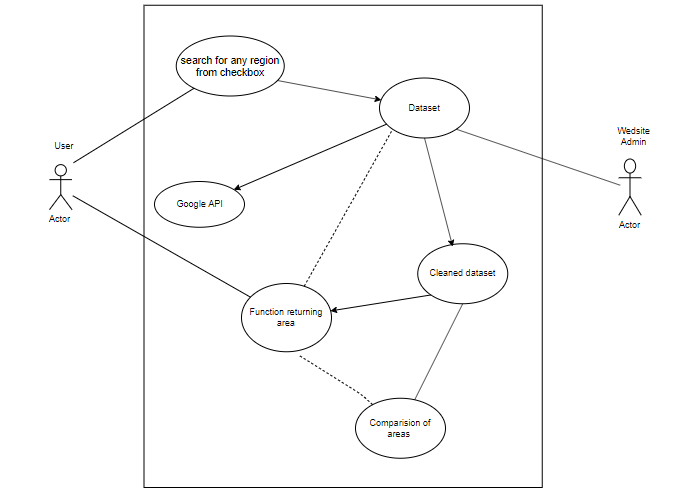 search for any region
from checkbox
Dataset
Wedsite
Admin
User
Google API
Actor
Actor
Cleaned dataset
Function returning
area
Comparision of
areas